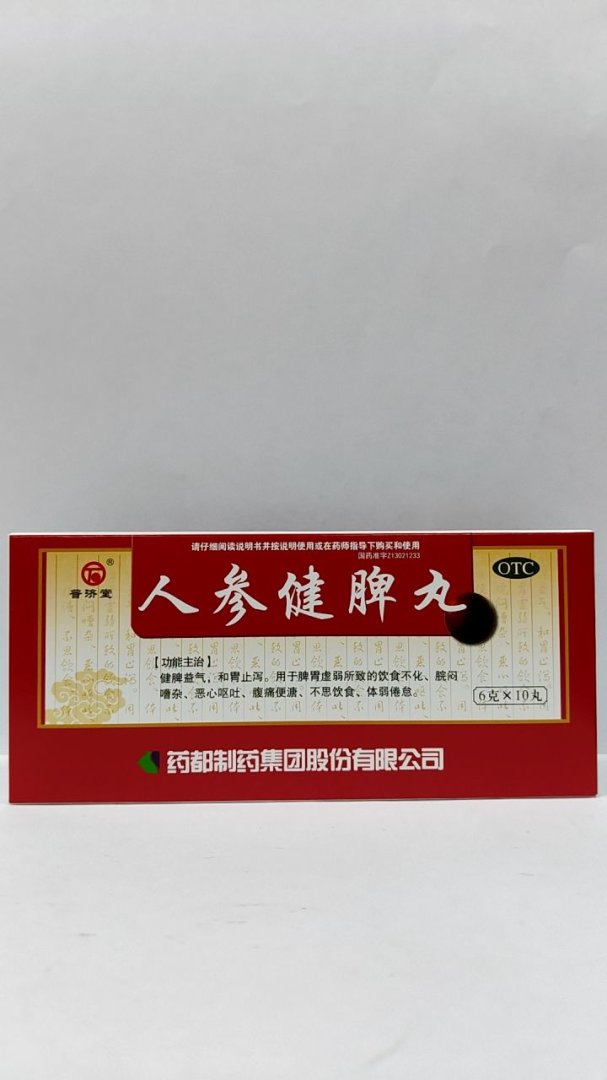 请仔细阅读说明书并按说明使用或在药师指导下购买和使用
国药准字Z13021233
®
普济堂
人参健脾丸
OTC
【功能主治】
健脾益气、和胃止泻。用于脾胃虚弱所致的饮食不化、脘闷
嘈杂、恶心呕吐、腹痛便溏、不思饮食、体弱倦怠。
6克×10丸
药都制药集团股份有限公司